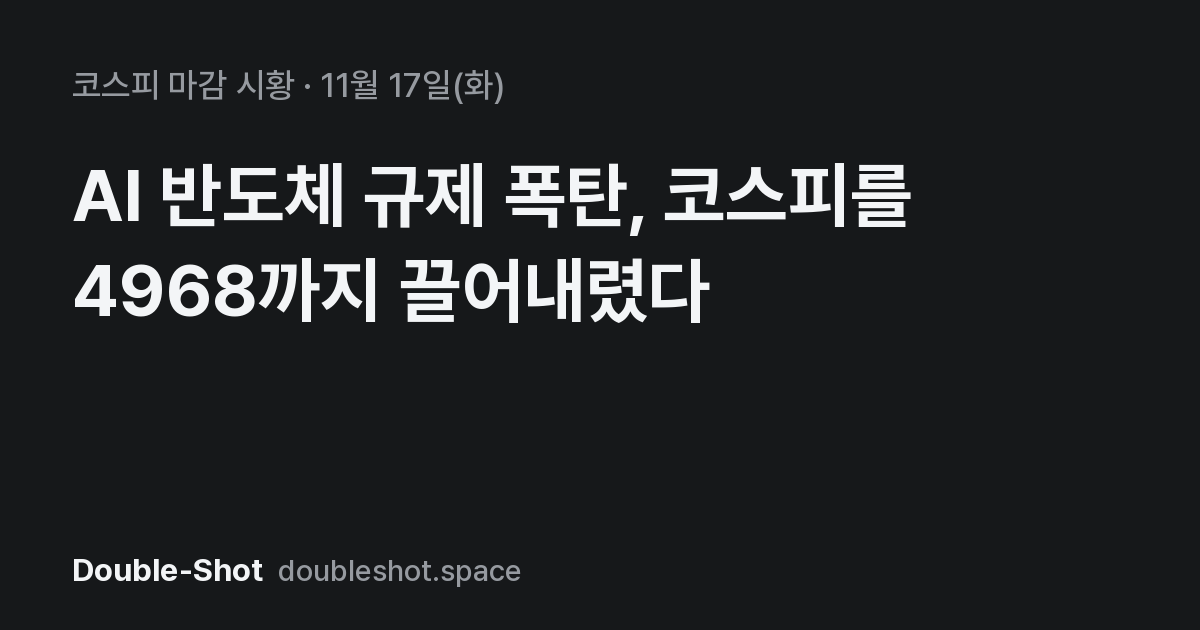 코스피 마감 시황 · 11월 17일(화)
AI 반도체 규제 폭탄, 코스피를
4968까지 끌어내렸다
Double-Shot doubleshot.space